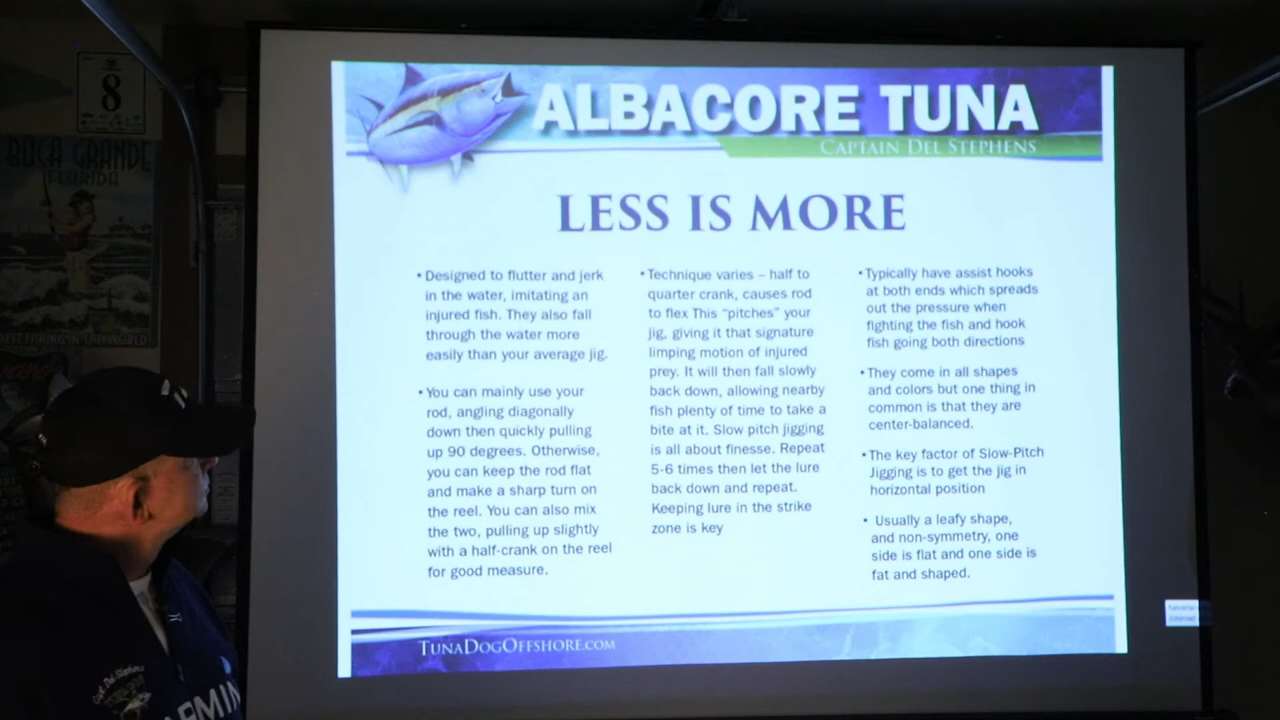 8
BOCA GRANDE
FLORIDA
ALBACORE TUNA
CAPTAIN DEL STEPHENS
LESS IS MORE
• Designed to flutter and jerk
in the water, imitating an
injured fish. They also fall
through the water more
easily than your average jig.
• You can mainly use your
rod, angling diagonally
down then quickly pulling
up 90 degrees. Otherwise,
you can keep the rod flat
and make a sharp turn on
the reel. You can also mix
the two, pulling up slightly
with a half-crank on the reel
for good measure.
• Technique varies – half to
quarter crank, causes rod
to flex This “pitches” your
jig, giving it that signature
limping motion of injured
prey. It will then fall slowly
back down, allowing nearby
fish plenty of time to take a
bite at it. Slow pitch jigging
is all about finesse. Repeat
5-6 times then let the lure
back down and repeat.
Keeping lure in the strike
zone is key
• Typically have assist hooks
at both ends which spreads
out the pressure when
fighting the fish and hook
fish going both directions
• They come in all shapes
and colors but one thing in
common is that they are
center-balanced.
• The key factor of Slow-Pitch
Jigging is to get the jig in
horizontal position
• Usually a leafy shape,
and non-symmetry, one
side is flat and one side is
fat and shaped.
TUNADOGOFFSHORE.COM
Capt. Del Stephens
ARMIN